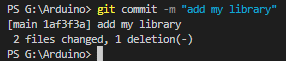 PS G:\Arduino> git commit -m "add my library"
[main 1af3f3a] add my library
 2 files changed, 1 deletion(-)
PS G:\Arduino>